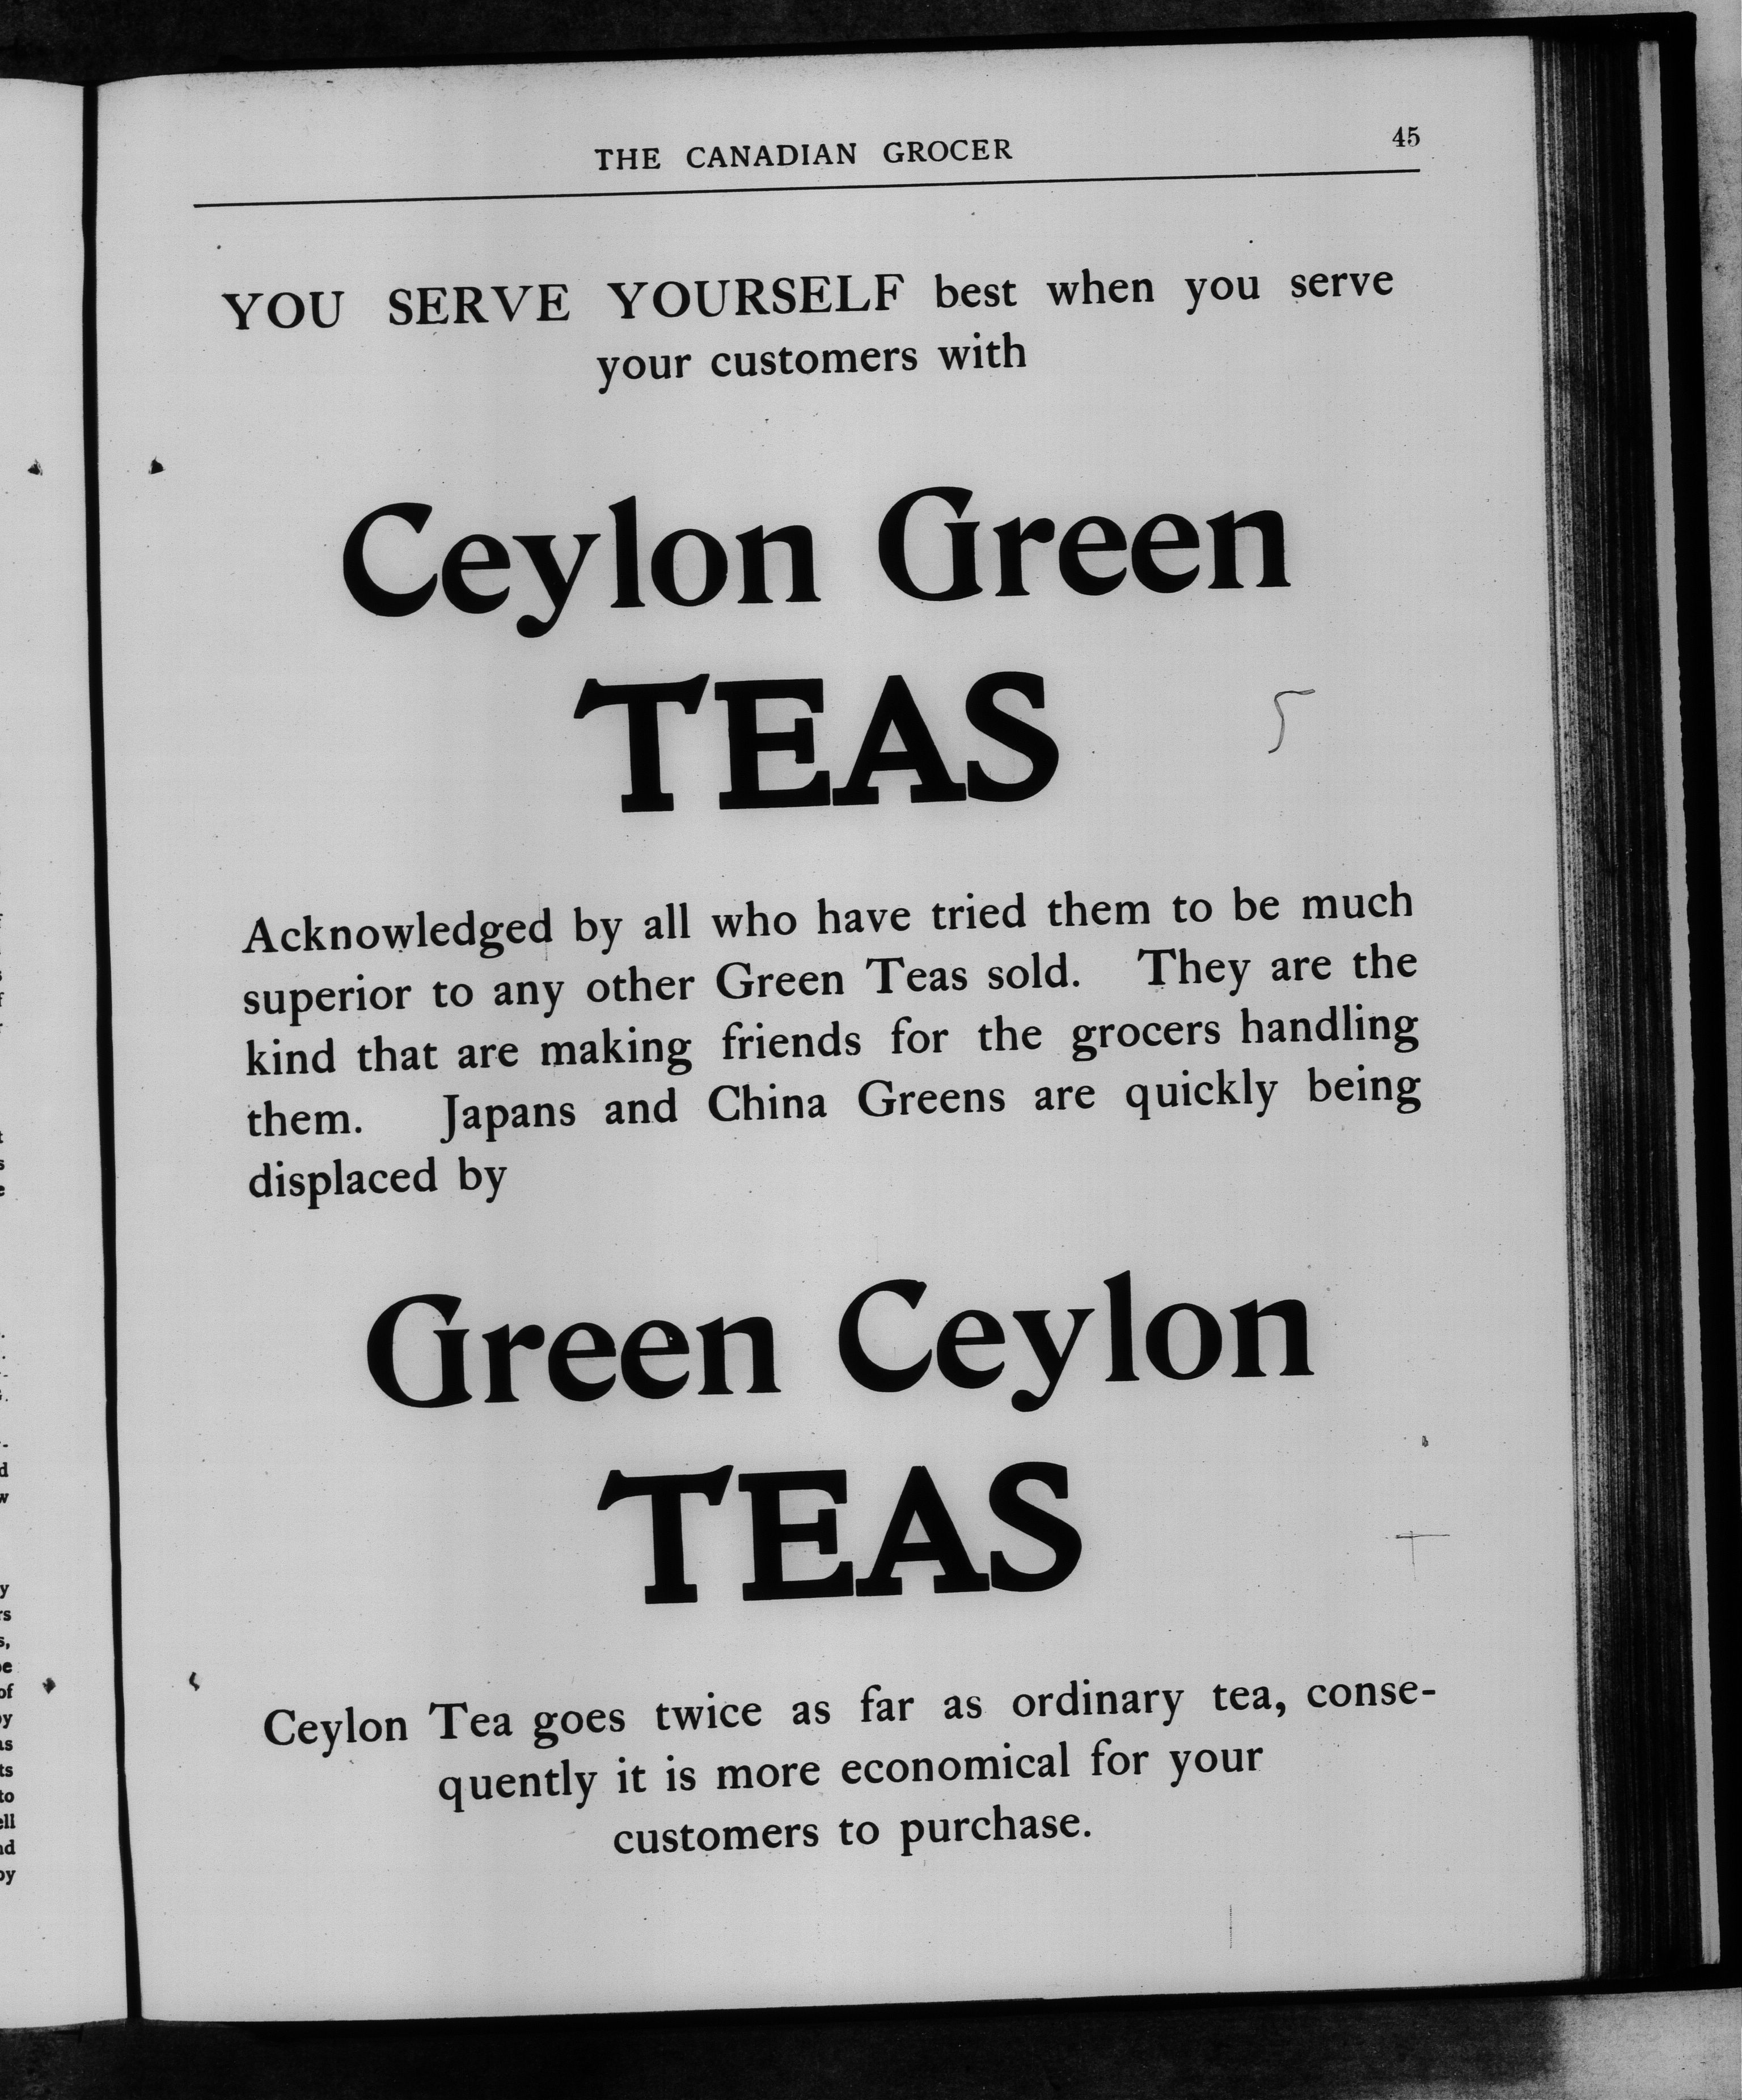 THE CANADIAN GROCER 45
YOU SERVE YOURSELF best when you serve
your customers with
Ceylon Green
TEAS
Acknowledged by all who have tried them to be much
superior to any other Green Teas sold. They are the
kind that are making friends for the grocers handling
them. Japans and China Greens are quickly being
displaced by
Green Ceylon
TEAS
Ceylon Tea goes twice as far as ordinary tea, conse-
quently it is more economical for your
customers to purchase.